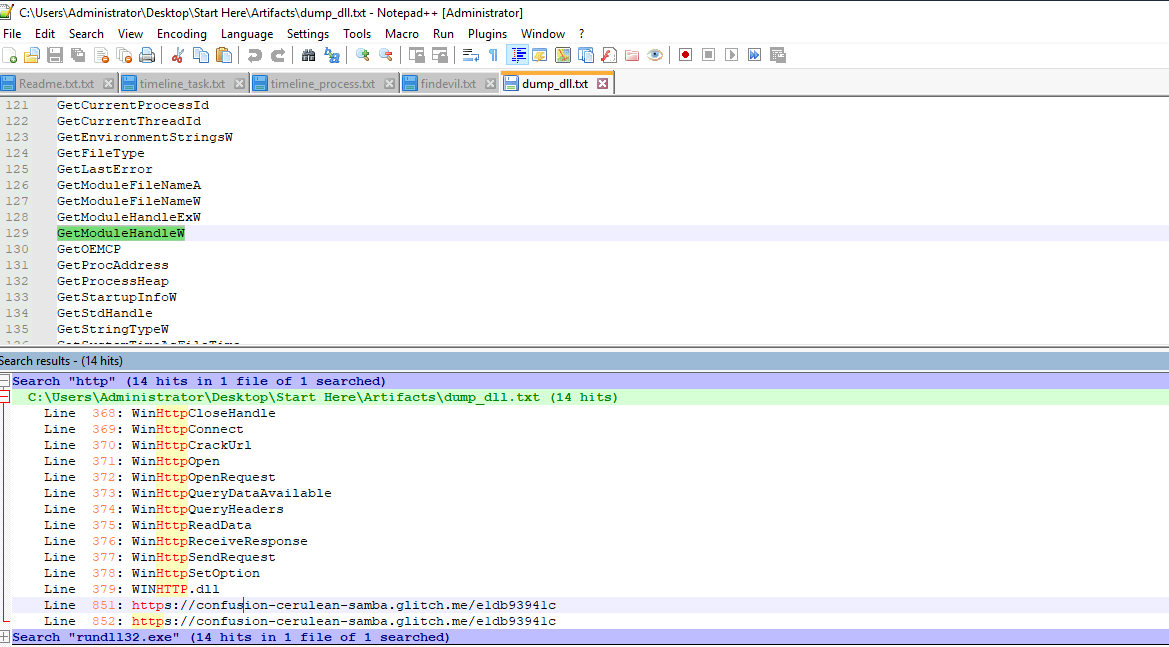 C:\Users\Administrator\Desktop\Start Here\Artifacts\dump_dll.txt - Notepad++ [Administrator]
File Edit Search View Encoding Language Settings Tools Macro Run Plugins Window ?
Readme.txt.txt timeline_task.txt timeline_process.txt findevil.txt dump_dll.txt
121 GetCurrentProcessId
122 GetCurrentThreadId
123 GetEnvironmentStringsW
124 GetFileType
125 GetLastError
126 GetModuleFileNameA
127 GetModuleFileNameW
128 GetModuleHandleExW
129 GetModuleHandleW
130 GetOEMCP
131 GetProcAddress
132 GetProcessHeap
133 GetStartupInfoW
134 GetStdHandle
135 GetStringTypeW
136 GetSystemTimeAsFileTime
Search results - (14 hits)
Search "http" (14 hits in 1 file of 1 searched)
C:\Users\Administrator\Desktop\Start Here\Artifacts\dump_dll.txt (14 hits)
Line 368: WinHttpCloseHandle
Line 369: WinHttpConnect
Line 370: WinHttpCrackUrl
Line 371: WinHttpOpen
Line 372: WinHttpOpenRequest
Line 373: WinHttpQueryDataAvailable
Line 374: WinHttpQueryHeaders
Line 375: WinHttpReadData
Line 376: WinHttpReceiveResponse
Line 377: WinHttpSendRequest
Line 378: WinHttpSetOption
Line 379: WINHTTP.dll
Line 851: https://confusion-cerulean-samba.glitch.me/e1db93941c
Line 852: https://confusion-cerulean-samba.glitch.me/e1db93941c
Search "rundll32.exe" (14 hits in 1 file of 1 searched)